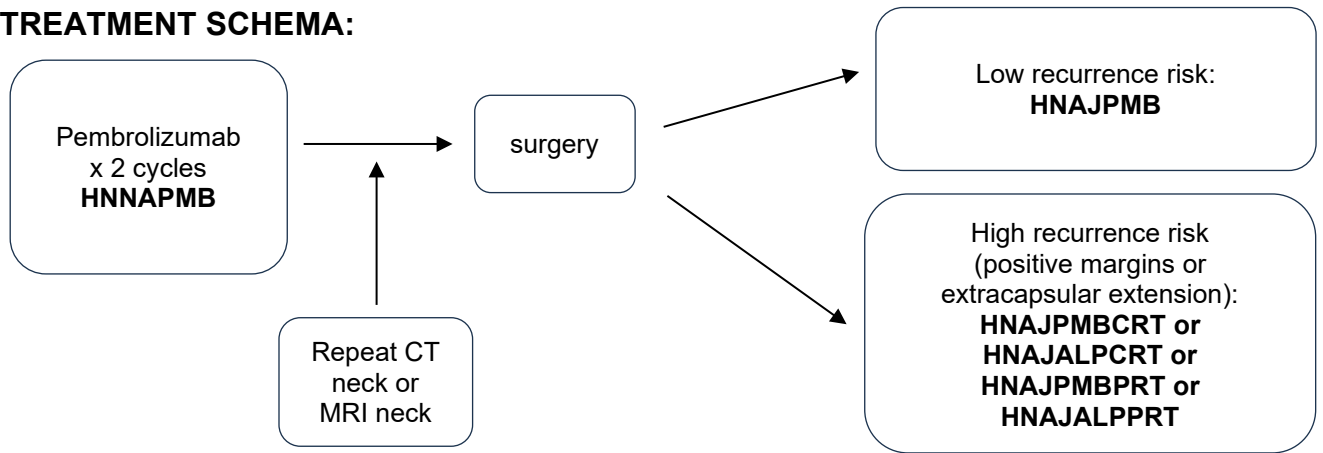 TREATMENT SCHEMA:
Pembrolizumab
x 2 cycles
HNNAPMB
Repeat CT
neck or
MRI neck
surgery
Low recurrence risk:
HNAJPMB
High recurrence risk
(positive margins or
extracapsular extension):
HNAJPMBCRT or
HNAJALPCRT or
HNAJPMBPRT or
HNAJALPPRT